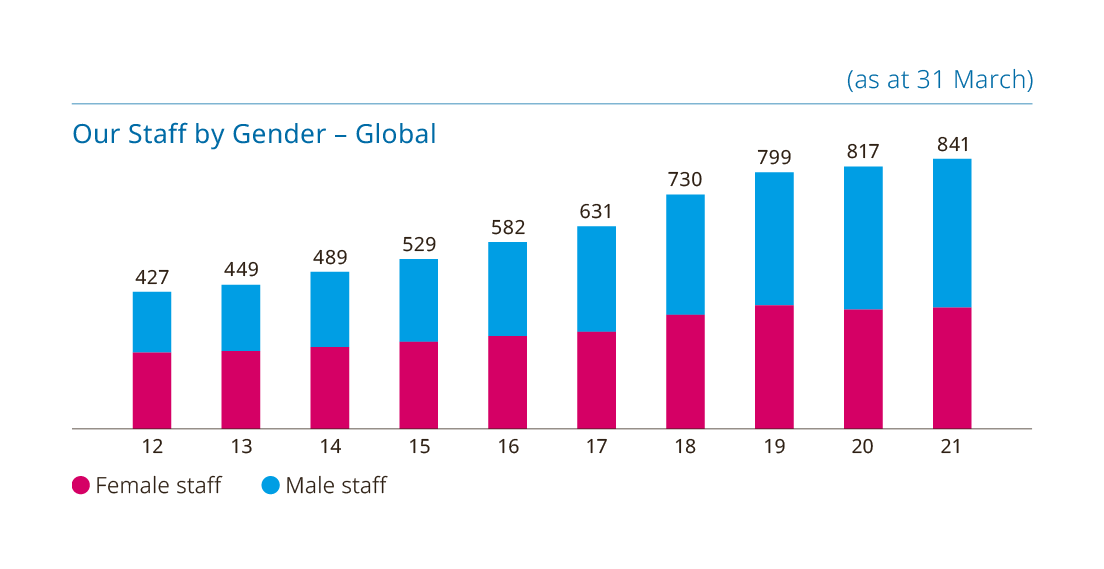 (as at 31 March)
Our Staff by Gender – Global
427 449 489 529 582 631 730 799 817 841
12 13 14 15 16 17 18 19 20 21
Female staff Male staff